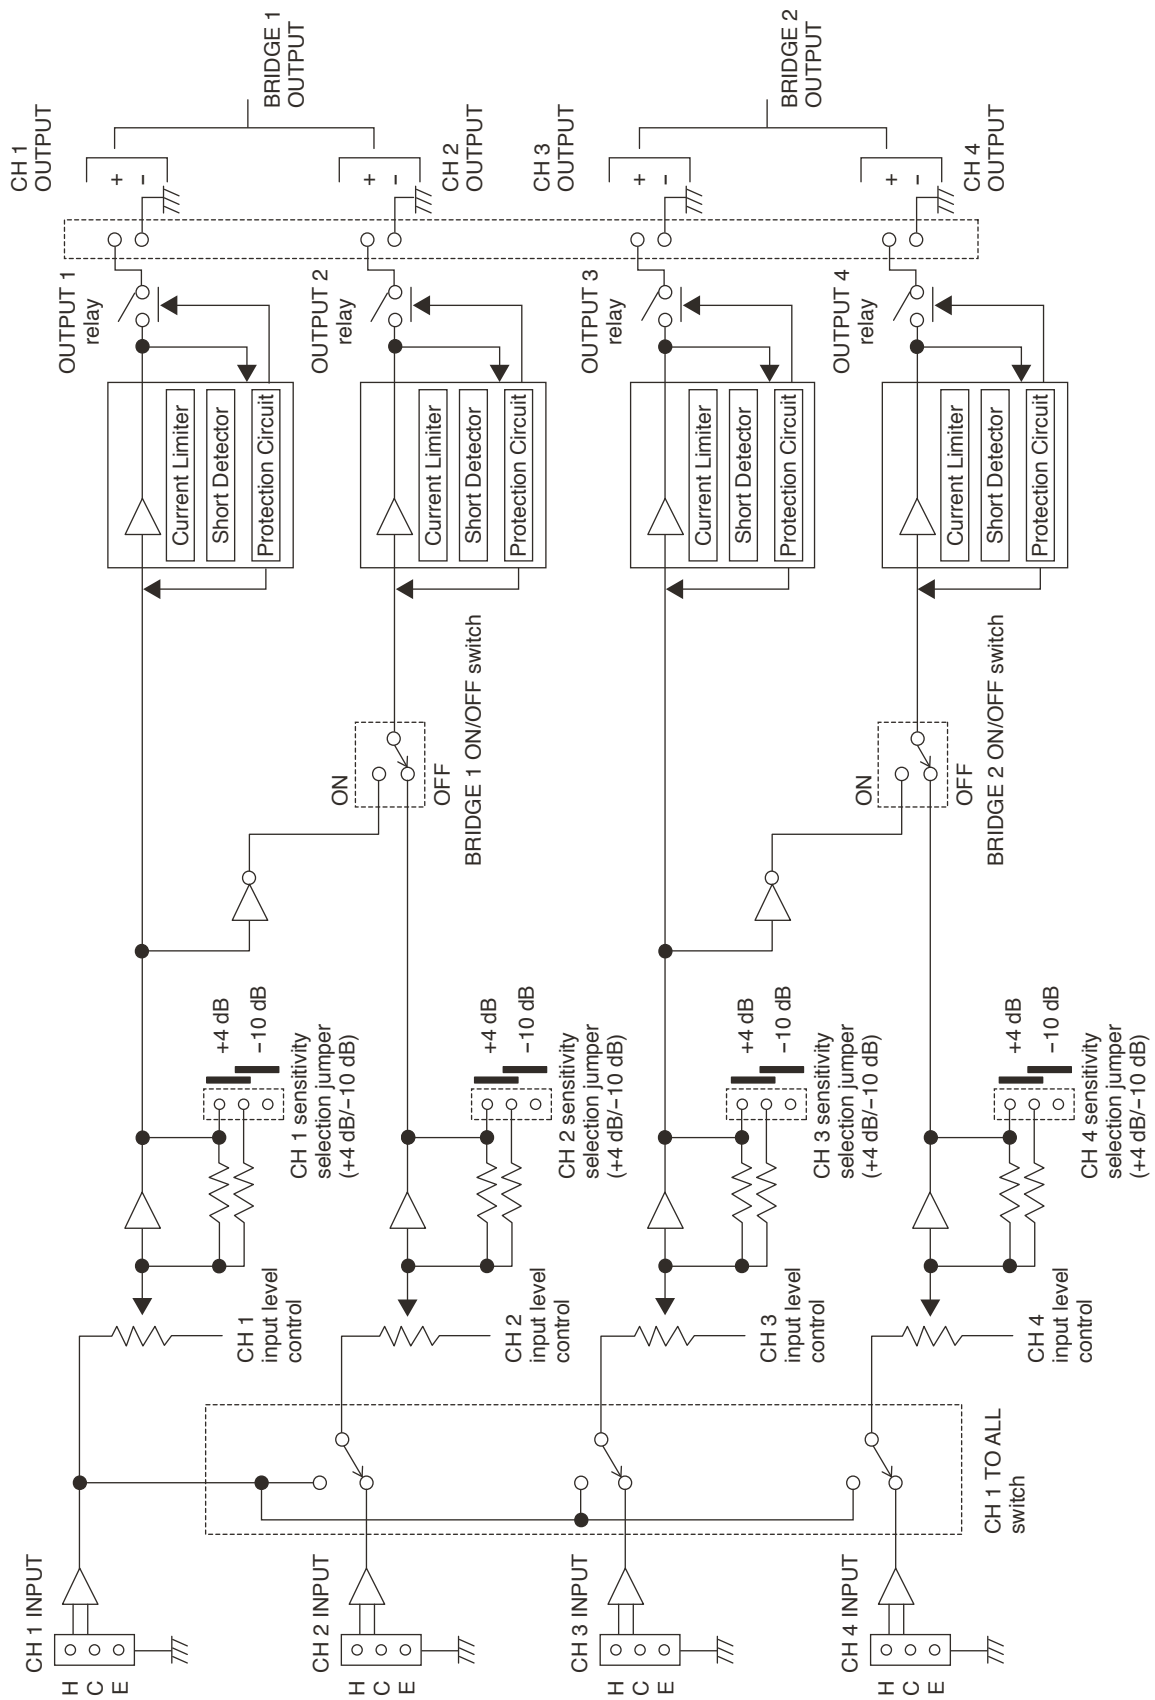 CH 1 INPUT
H
C
E
CH 2 INPUT
H
C
E
CH 3 INPUT
H
C
E
CH 4 INPUT
H
C
E
CH 1 TO ALL
switch
CH 1
input level
control
CH 2
input level
control
CH 3
input level
control
CH 4
input level
control
+4 dB
−10 dB
CH 1 sensitivity
selection jumper
(+4 dB/−10 dB)
+4 dB
−10 dB
CH 2 sensitivity
selection jumper
(+4 dB/−10 dB)
+4 dB
−10 dB
CH 3 sensitivity
selection jumper
(+4 dB/−10 dB)
+4 dB
−10 dB
CH 4 sensitivity
selection jumper
(+4 dB/−10 dB)
ON
OFF
BRIDGE 1 ON/OFF switch
ON
OFF
BRIDGE 2 ON/OFF switch
Current Limiter
Short Detector
Protection Circuit
Current Limiter
Short Detector
Protection Circuit
Current Limiter
Short Detector
Protection Circuit
Current Limiter
Short Detector
Protection Circuit
OUTPUT 1
relay
OUTPUT 2
relay
OUTPUT 3
relay
OUTPUT 4
relay
CH 1
OUTPUT
+
−
+
−
CH 2
OUTPUT
CH 3
OUTPUT
+
−
+
−
CH 4
OUTPUT
BRIDGE 1
OUTPUT
BRIDGE 2
OUTPUT